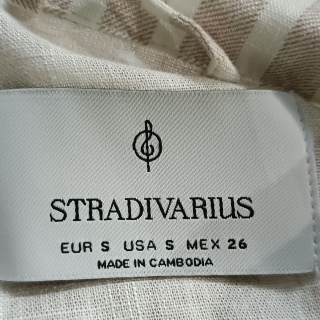 STRADIVARIUS
EUR S USA S MEX 26
MADE IN CAMBODIA